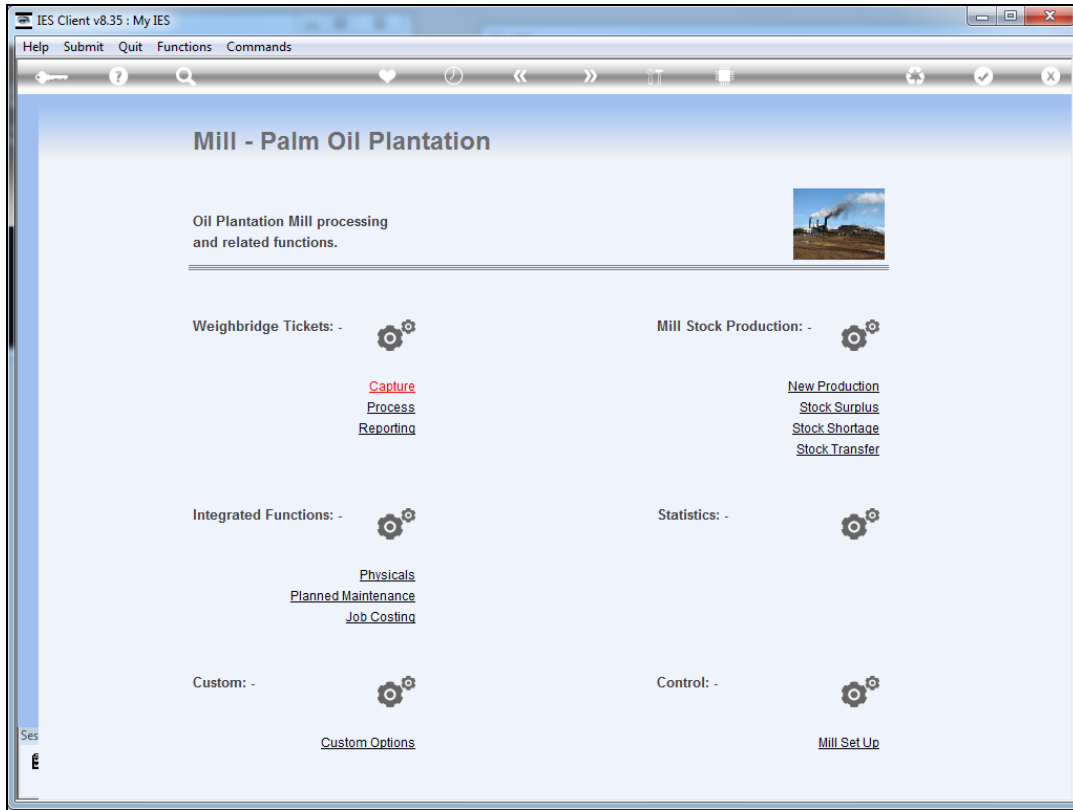 IES Client v8.35 : My IES
Help Submit Quit Functions Commands
Mill - Palm Oil Plantation
Oil Plantation Mill processing
and related functions.
Weighbridge Tickets: -
Capture
Process
Reporting
Mill Stock Production: -
New Production
Stock Surplus
Stock Shortage
Stock Transfer
Integrated Functions: -
Physicals
Planned Maintenance
Job Costing
Statistics: -
Custom: -
Custom Options
Control: -
Mill Set Up
Ses